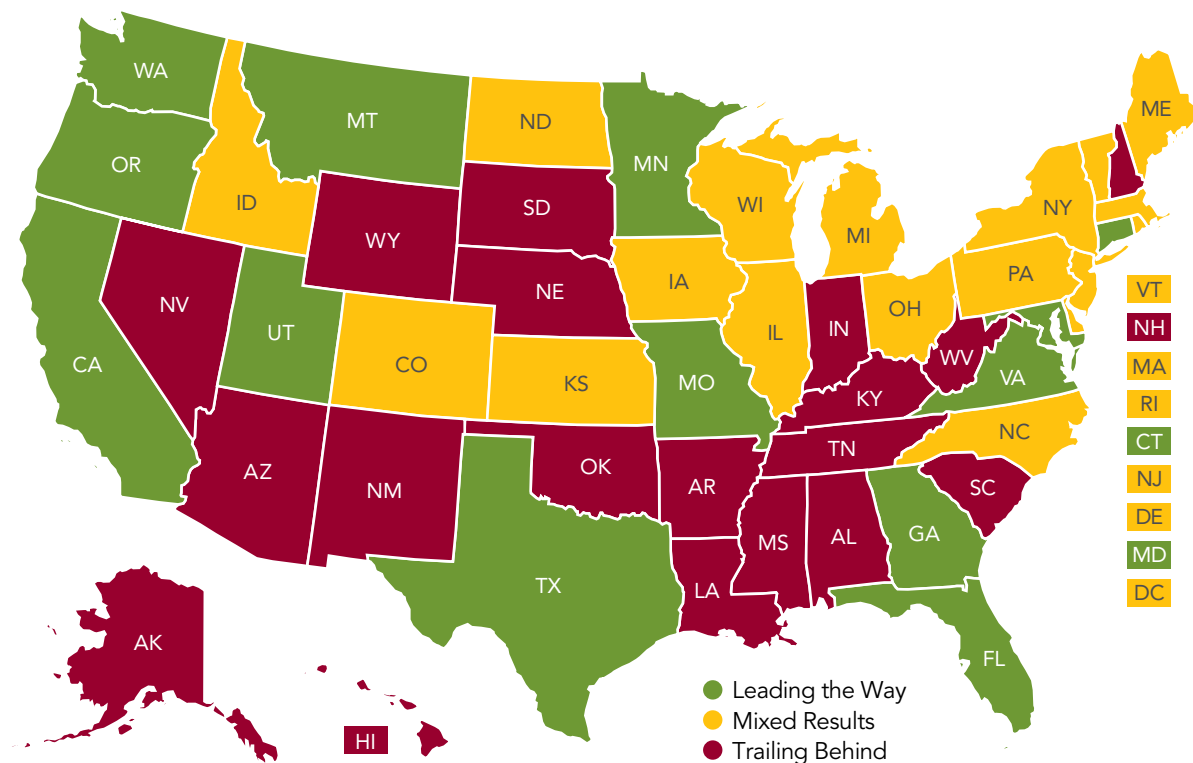 WA
MT
ND
MN
ME
OR
ID
SD
WI
NY
WY
MI
NV
NE
IA
PA
UT
CO
IL
IN
OH
VT
CA
KS
MO
WV
VA
NH
KY
MA
NC
RI
TN
CT
AZ
NM
OK
AR
SC
NJ
MS
AL
GA
DE
TX
LA
MD
DC
AK
FL
HI
Leading the Way
Mixed Results
Trailing Behind